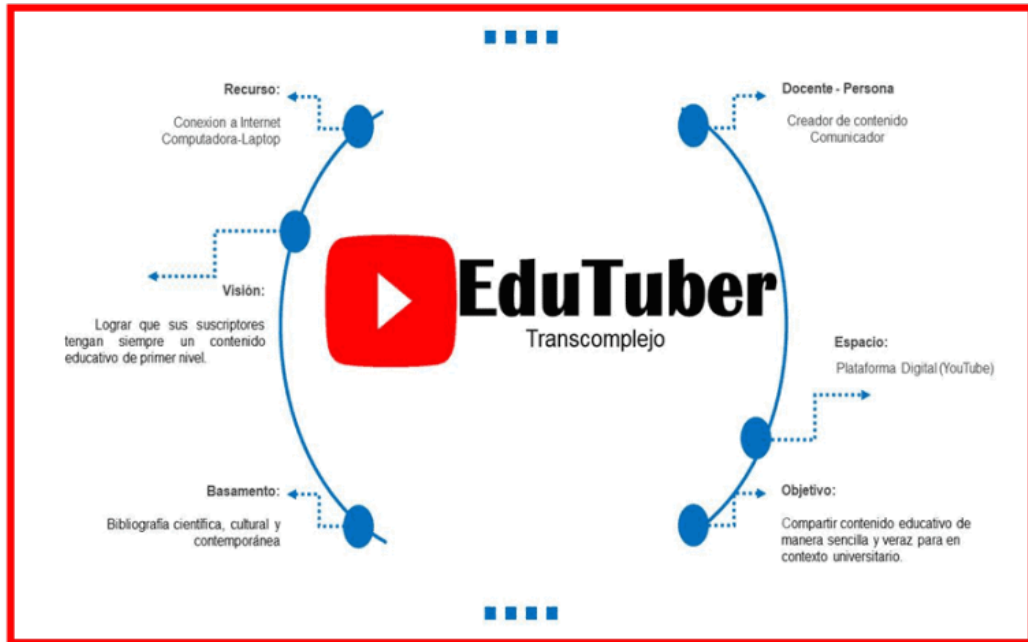 Recurso:
Conexion a Internet
Computadora-Laptop
Visión:
Lograr que sus suscriptores
tengan siempre un contenido
educativo de primer nivel.
Basamento:
Bibliografía científica, cultural y
contemporánea
EduTuber
Transcomplejo
Docente - Persona
Creador de contenido
Comunicador
Espacio:
Plataforma Digital (YouTube)
Objetivo:
Compartir contenido educativo de
manera sencilla y veraz para en
contexto universitario.